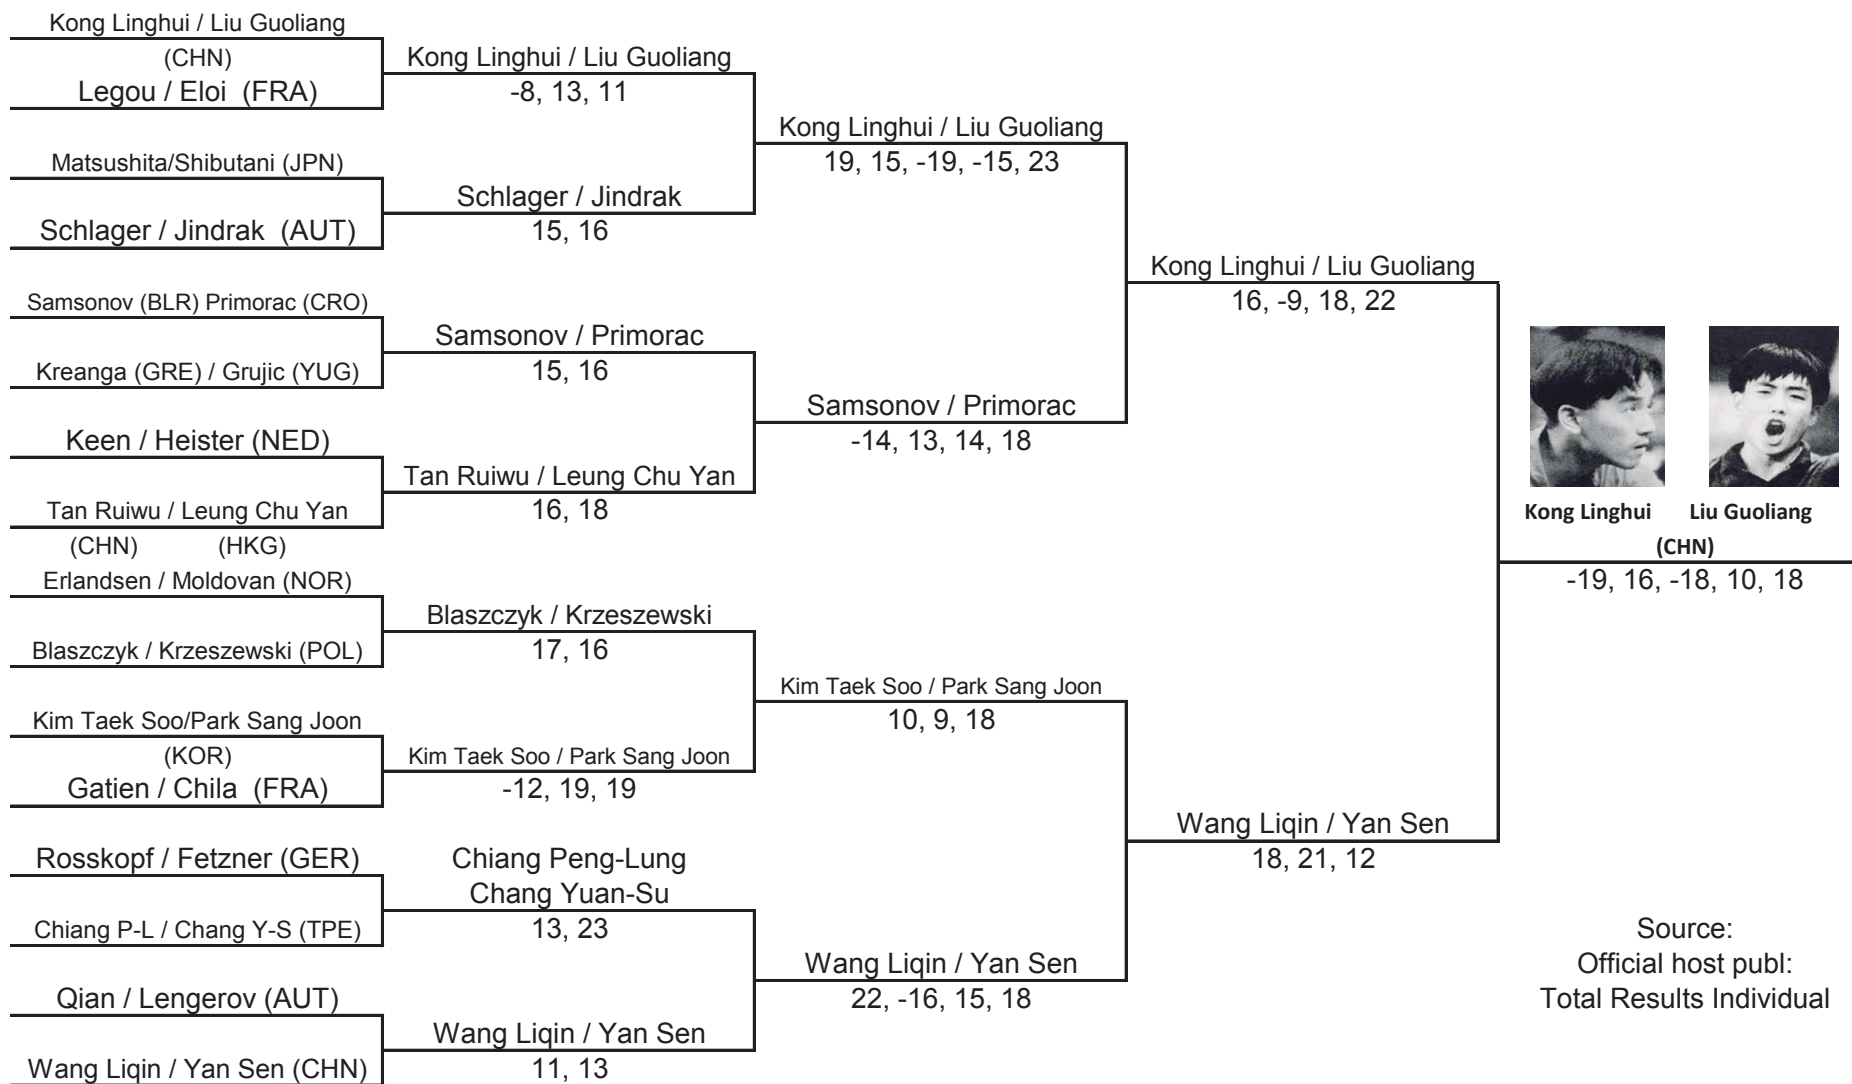 Kong Linghui / Liu Guoliang
(CHN)
Legou / Eloi (FRA)
Matsushita/Shibutani (JPN)
Schlager / Jindrak (AUT)
Samsonov (BLR) Primorac (CRO)
Kreanga (GRE) / Grujic (YUG)
Keen / Heister (NED)
Tan Ruiwu / Leung Chu Yan
(CHN) (HKG)
Erlandsen / Moldovan (NOR)
Blaszczyk / Krzeszewski (POL)
Kim Taek Soo/Park Sang Joon
(KOR)
Gatien / Chila (FRA)
Rosskopf / Fetzner (GER)
Chiang P-L / Chang Y-S (TPE)
Qian / Lengerov (AUT)
Wang Liqin / Yan Sen (CHN)
Kong Linghui / Liu Guoliang
-8, 13, 11
Schlager / Jindrak
15, 16
Samsonov / Primorac
15, 16
Tan Ruiwu / Leung Chu Yan
16, 18
Blaszczyk / Krzeszewski
17, 16
Kim Taek Soo / Park Sang Joon
-12, 19, 19
Chiang Peng-Lung
Chang Yuan-Su
13, 23
Wang Liqin / Yan Sen
11, 13
Kong Linghui / Liu Guoliang
19, 15, -19, -15, 23
Samsonov / Primorac
-14, 13, 14, 18
Kim Taek Soo / Park Sang Joon
10, 9, 18
Wang Liqin / Yan Sen
22, -16, 15, 18
Kong Linghui / Liu Guoliang
16, -9, 18, 22
Wang Liqin / Yan Sen
18, 21, 12
Kong Linghui Liu Guoliang
(CHN)
-19, 16, -18, 10, 18
Source:
Official host publ:
Total Results Individual